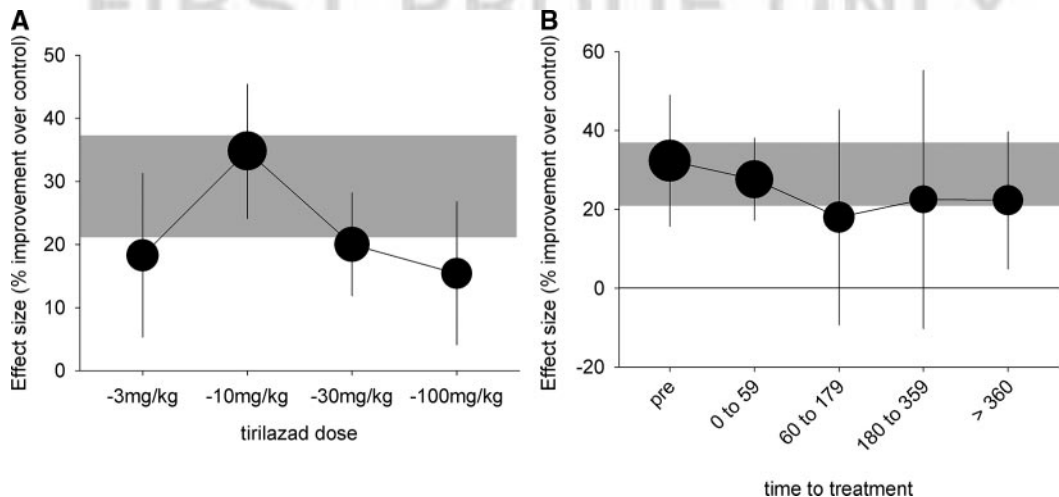 A
Effect size (% improvement over control)
50
40
30
20
10
0
-3mg/kg -10mg/kg -30mg/kg -100mg/kg
tirilazad dose
B
Effect size (% improvement over control)
60
40
20
0
-20
pre
0 to 59
60 to 179
180 to 359
> 360
time to treatment